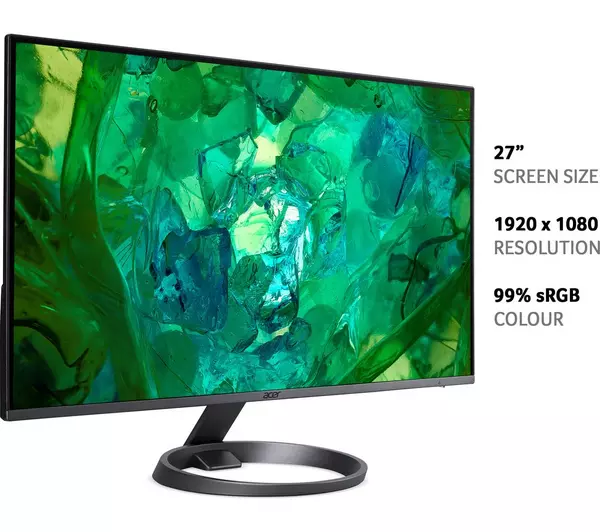 27”
SCREEN SIZE
1920 x 1080
RESOLUTION
99% sRGB
COLOUR
acer